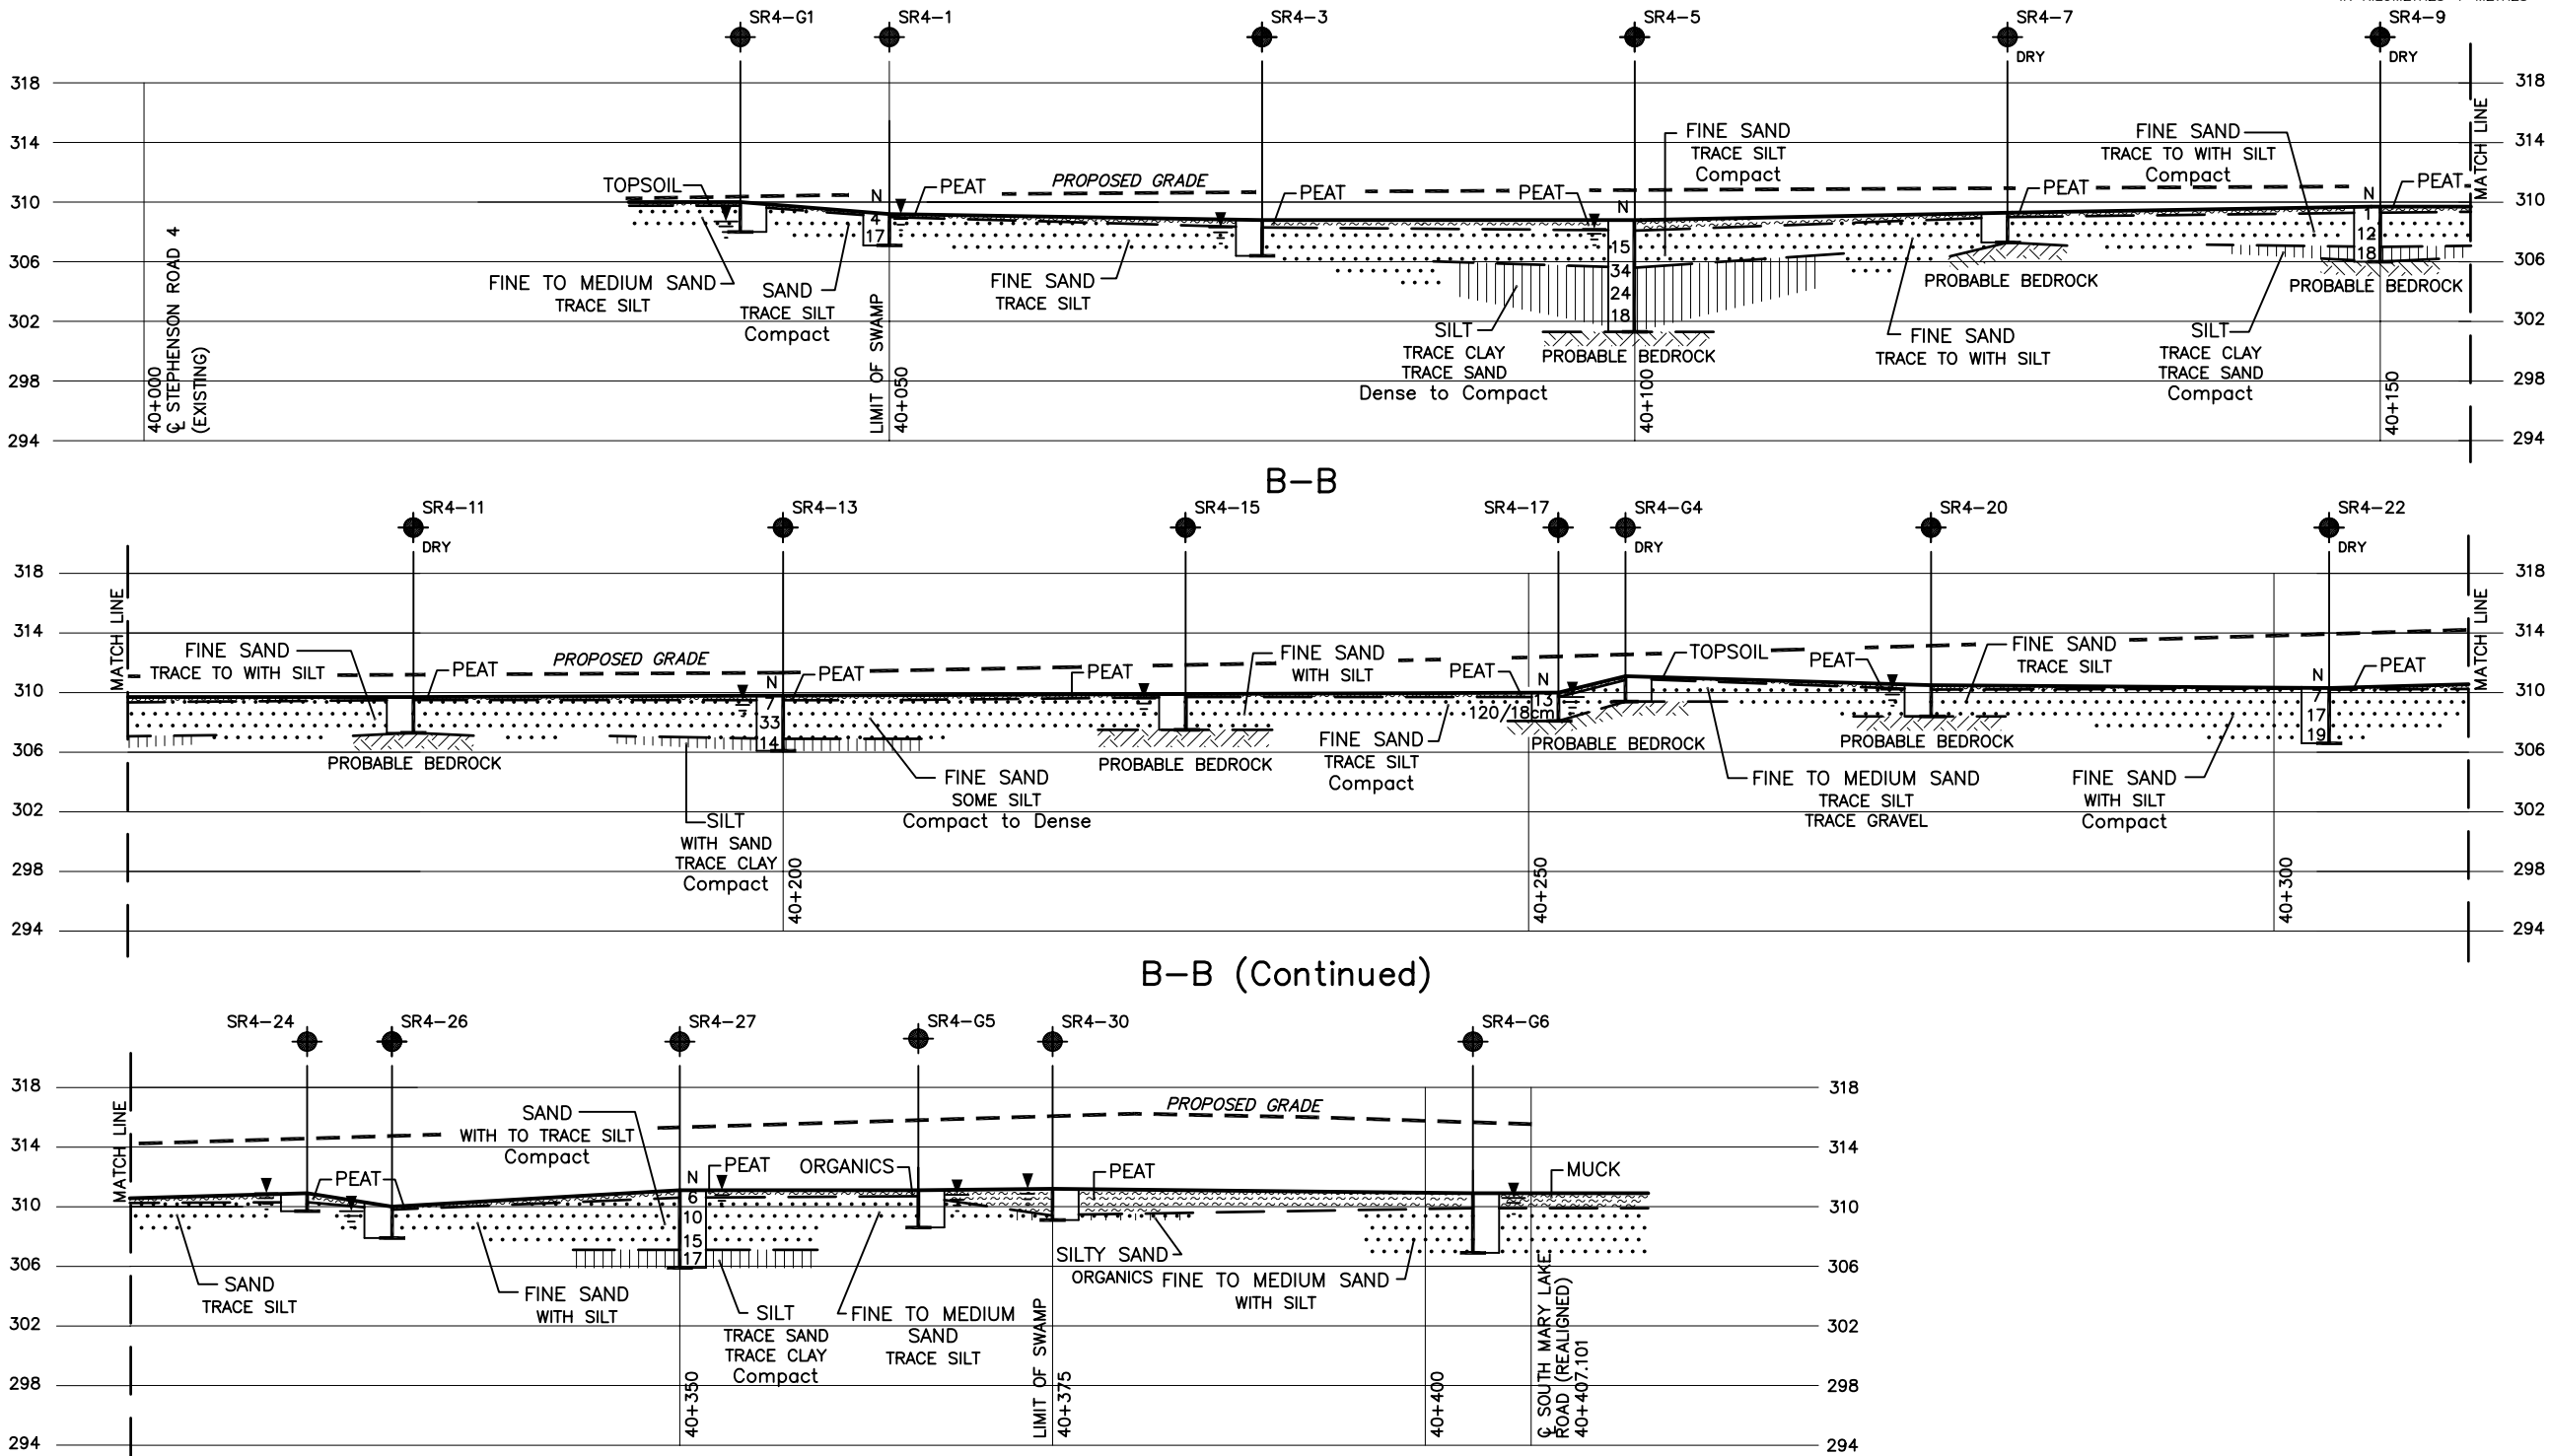 SR4-G1 SR4-1 SR4-3 SR4-5 SR4-7 SR4-9
DRY DRY
318 318
314 314
310 310
306 306
302 302
298 298
294 294
MATCH LINE
TOPSOIL
PEAT
PROPOSED GRADE
PEAT
PEAT
FINE SAND
TRACE SILT
Compact
PEAT
FINE SAND
TRACE TO WITH SILT
Compact
PEAT
N
4
17
N
15
34
24
18
N
1
12
18
FINE TO MEDIUM SAND
TRACE SILT
SAND
TRACE SILT
Compact
FINE SAND
TRACE SILT
SILT
TRACE CLAY
TRACE SAND
Dense to Compact
PROBABLE BEDROCK
FINE SAND
TRACE TO WITH SILT
PROBABLE BEDROCK
SILT
TRACE CLAY
TRACE SAND
Compact
PROBABLE BEDROCK
40+000
℄ STEPHENSON ROAD 4
(EXISTING)
LIMIT OF SWAMP
40+050
40+100
40+150
B-B
SR4-11 SR4-13 SR4-15 SR4-17 SR4-G4 SR4-20 SR4-22
DRY DRY DRY
318 318
314 314
310 310
306 306
302 302
298 298
294 294
MATCH LINE
MATCH LINE
FINE SAND
TRACE TO WITH SILT
PEAT
PROPOSED GRADE
PEAT
PEAT
FINE SAND
WITH SILT
PEAT
TOPSOIL
PEAT
FINE SAND
TRACE SILT
PEAT
N
7
33
14
N
13
120/18cm
N
7
17
19
PROBABLE BEDROCK
SILT
WITH SAND
TRACE CLAY
Compact
FINE SAND
SOME SILT
Compact to Dense
PROBABLE BEDROCK
FINE SAND
TRACE SILT
Compact
PROBABLE BEDROCK
FINE TO MEDIUM SAND
TRACE SILT
TRACE GRAVEL
PROBABLE BEDROCK
FINE SAND
WITH SILT
Compact
40+200
40+250
40+300
B-B (Continued)
SR4-24 SR4-26 SR4-27 SR4-G5 SR4-30 SR4-G6
318 318
314 314
310 310
306 306
302 302
298 298
294 294
MATCH LINE
PEAT
SAND
WITH TO TRACE SILT
Compact
PEAT
ORGANICS
PEAT
PROPOSED GRADE
MUCK
N
6
10
15
17
SAND
TRACE SILT
FINE SAND
WITH SILT
SILT
TRACE SAND
TRACE CLAY
Compact
FINE TO MEDIUM
SAND
TRACE SILT
SILTY SAND
ORGANICS
FINE TO MEDIUM SAND
WITH SILT
40+350
LIMIT OF SWAMP
40+375
40+400
℄ SOUTH MARY LAKE
ROAD (REALIGNED)
40+407.101